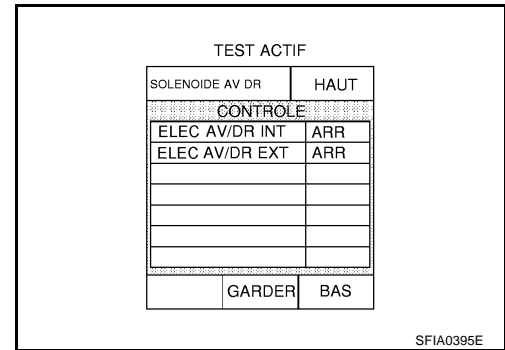 TEST ACTIF
SOLENOIDE AV DR HAUT
CONTROLE
ELEC AV/DR INT ARR
ELEC AV/DR EXT ARR
GARDER BAS
SFIA0395E